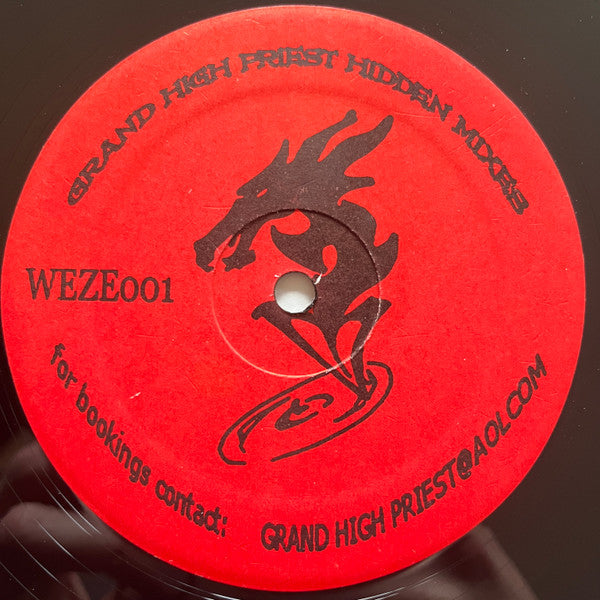 GRAND HIGH PRIEST HIDDEN MIXES
WEZE001
for bookings contact:
GRAND HIGH PRIEST@AOL.COM